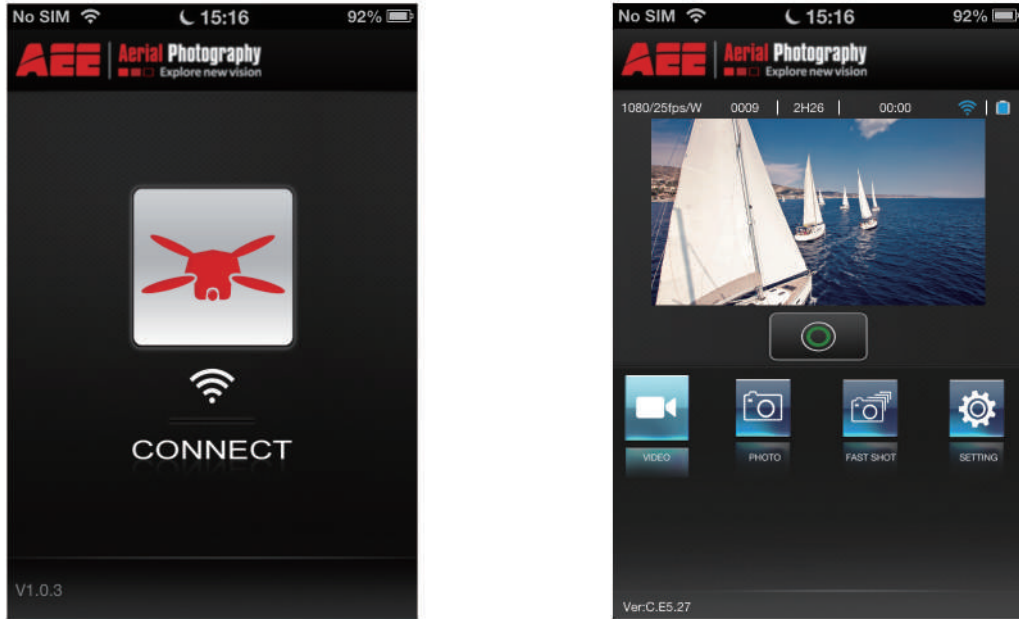 No SIM 15:16 92%
AEE Aerial Photography
Explore new vision
CONNECT
V1.0.3
No SIM 15:16 92%
AEE Aerial Photography
Explore new vision
1080/25fps/W 0009 | 2H26 | 00:00 |
VIDEO PHOTO FAST SHOT SETTING
Ver:C.E5.27